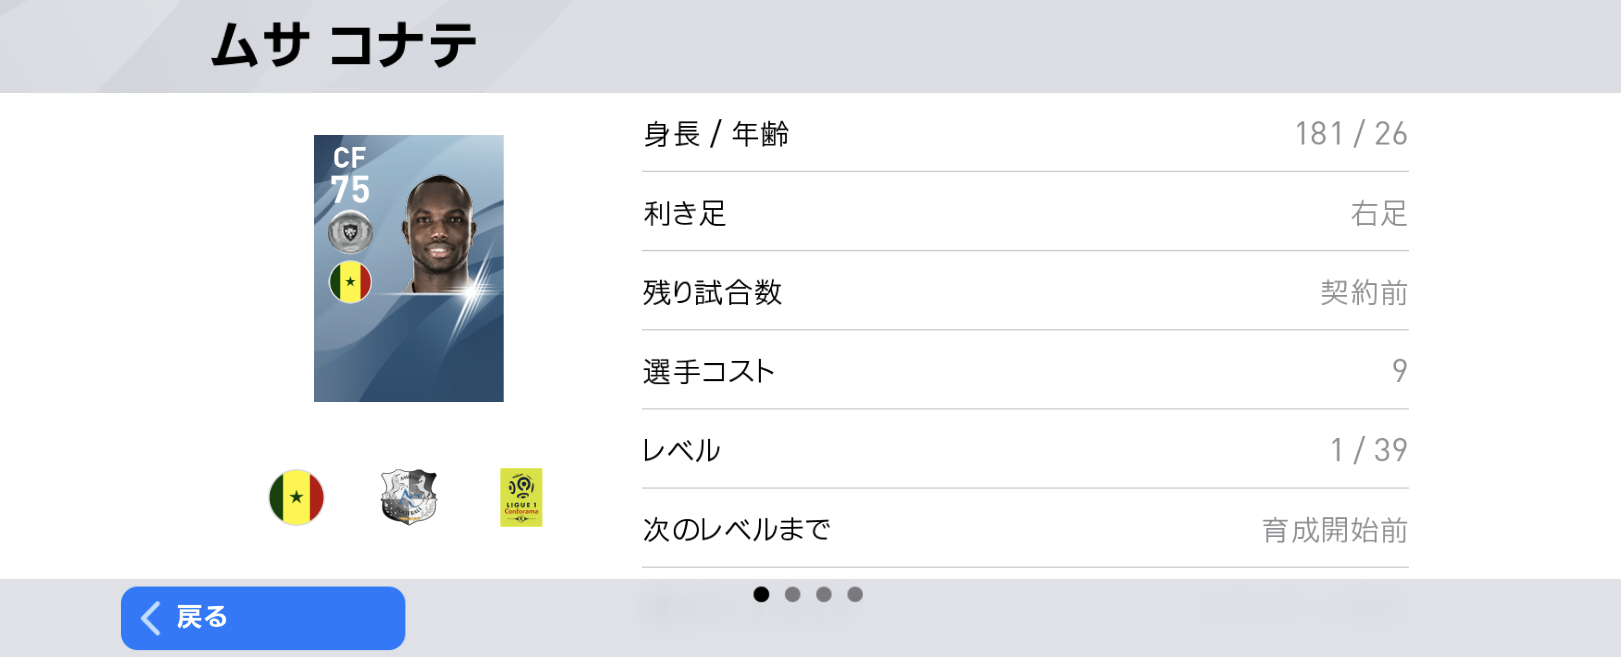 ムサ コナテ
CF
75
身長 / 年齢 181 / 26
利き足 右足
残り試合数 契約前
選手コスト 9
レベル 1 / 39
次のレベルまで 育成開始前
LIGUE 1
Conforama
戻る